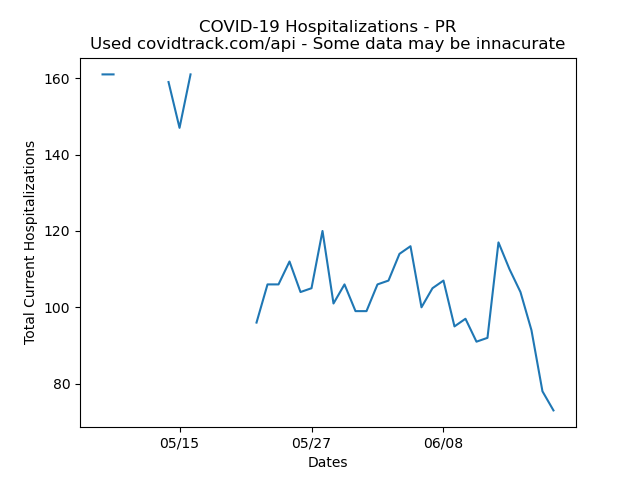 COVID-19 Hospitalizations - PR
Used covidtrack.com/api - Some data may be innacurate
160
140
120
100
80
Total Current Hospitalizations
05/15 05/27 06/08
Dates